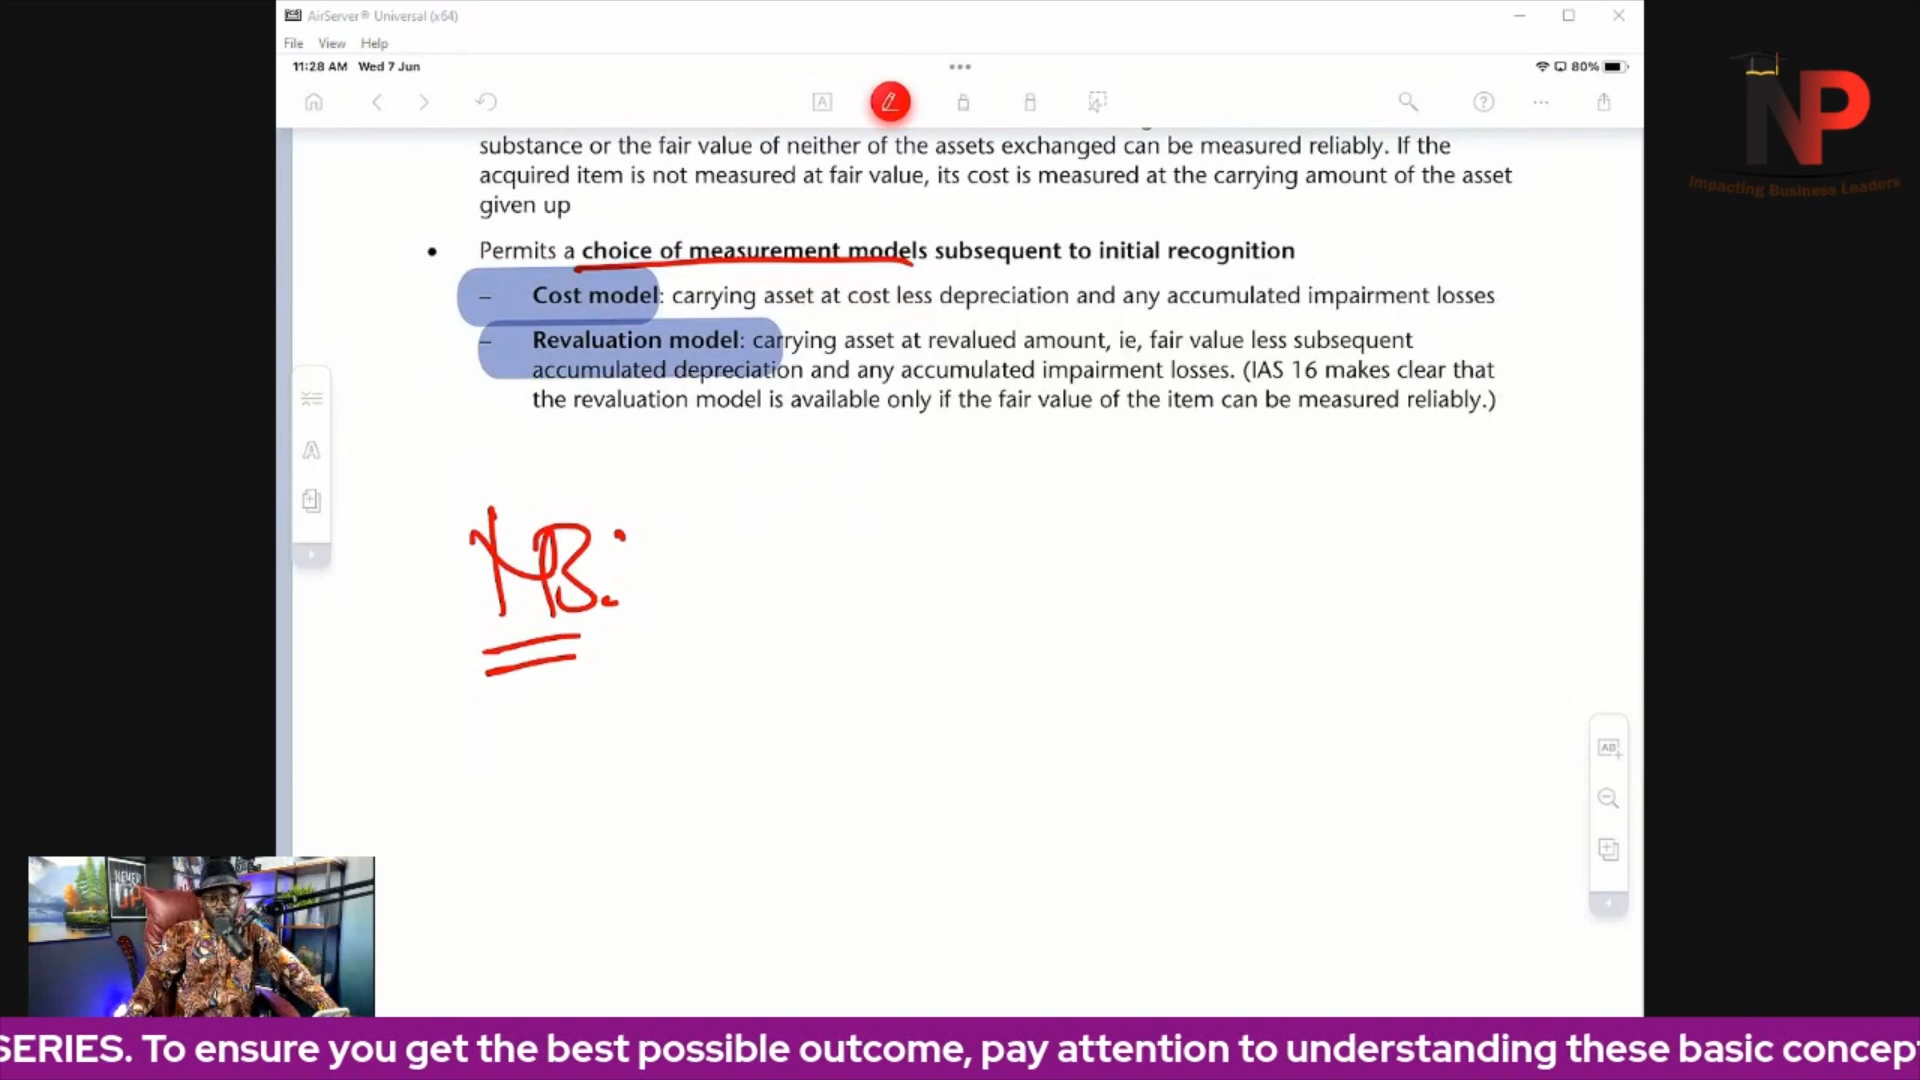 AirServer® Universal (x64)
File View Help
11:28 AM Wed 7 Jun
80%
substance or the fair value of neither of the assets exchanged can be measured reliably. If the
acquired item is not measured at fair value, its cost is measured at the carrying amount of the asset
given up
• Permits a choice of measurement models subsequent to initial recognition
– Cost model: carrying asset at cost less depreciation and any accumulated impairment losses
– Revaluation model: carrying asset at revalued amount, ie, fair value less subsequent
accumulated depreciation and any accumulated impairment losses. (IAS 16 makes clear that
the revaluation model is available only if the fair value of the item can be measured reliably.)
NB:
NP
Impacting Business Leaders
A
A
AB
NEVER
UP
SERIES. To ensure you get the best possible outcome, pay attention to understanding these basic concep